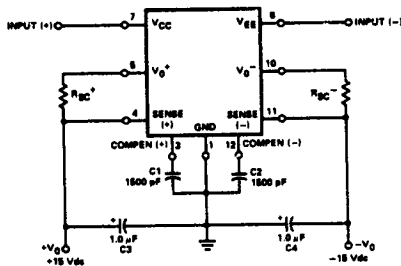 INPUT (+) 7 VCC VEE 8 INPUT (–)
5 VO+ VO– 10
RSC+ RSC–
4 SENSE (+) GND SENSE (–) 11
COMPEN (+) 3 1 12 COMPEN (–)
C1 1500 pF C2 1500 pF
+ 1.0 μF C3 + 1.0 μF C4
+VO +15 Vdc –VO –15 Vdc